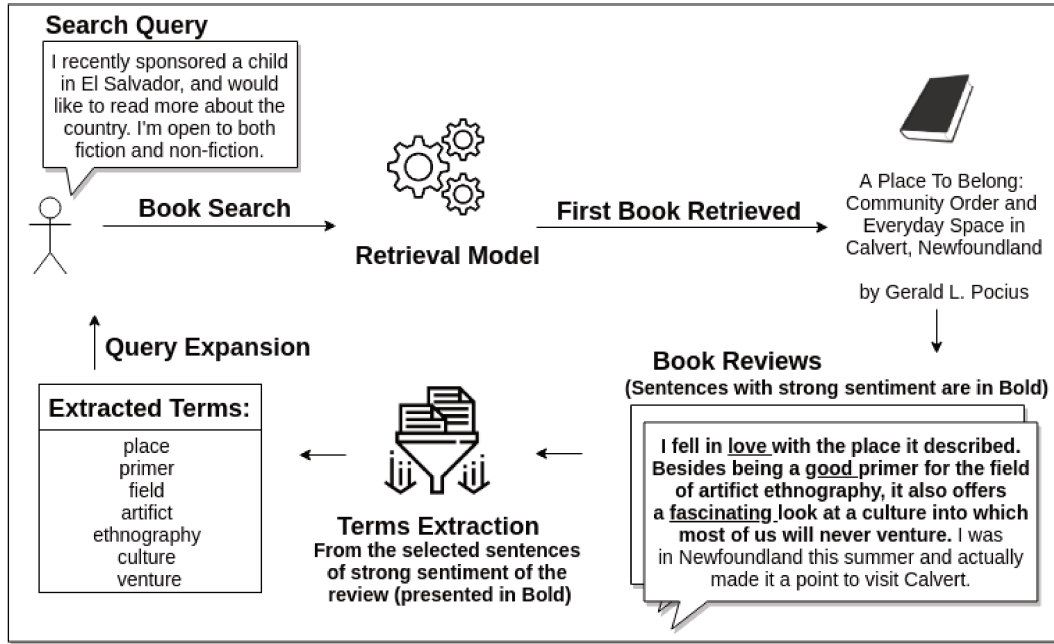 Search Query
I recently sponsored a child
in El Salvador, and would
like to read more about the
country. I'm open to both
fiction and non-fiction.
Book Search
Retrieval Model
First Book Retrieved
A Place To Belong:
Community Order and
Everyday Space in
Calvert, Newfoundland
by Gerald L. Pocius
Book Reviews
(Sentences with strong sentiment are in Bold)
I fell in love with the place it described.
Besides being a good primer for the field
of artifict ethnography, it also offers
a fascinating look at a culture into which
most of us will never venture. I was
in Newfoundland this summer and actually
made it a point to visit Calvert.
Terms Extraction
From the selected sentences
of strong sentiment of the
review (presented in Bold)
Extracted Terms:
place
primer
field
artifict
ethnography
culture
venture
Query Expansion